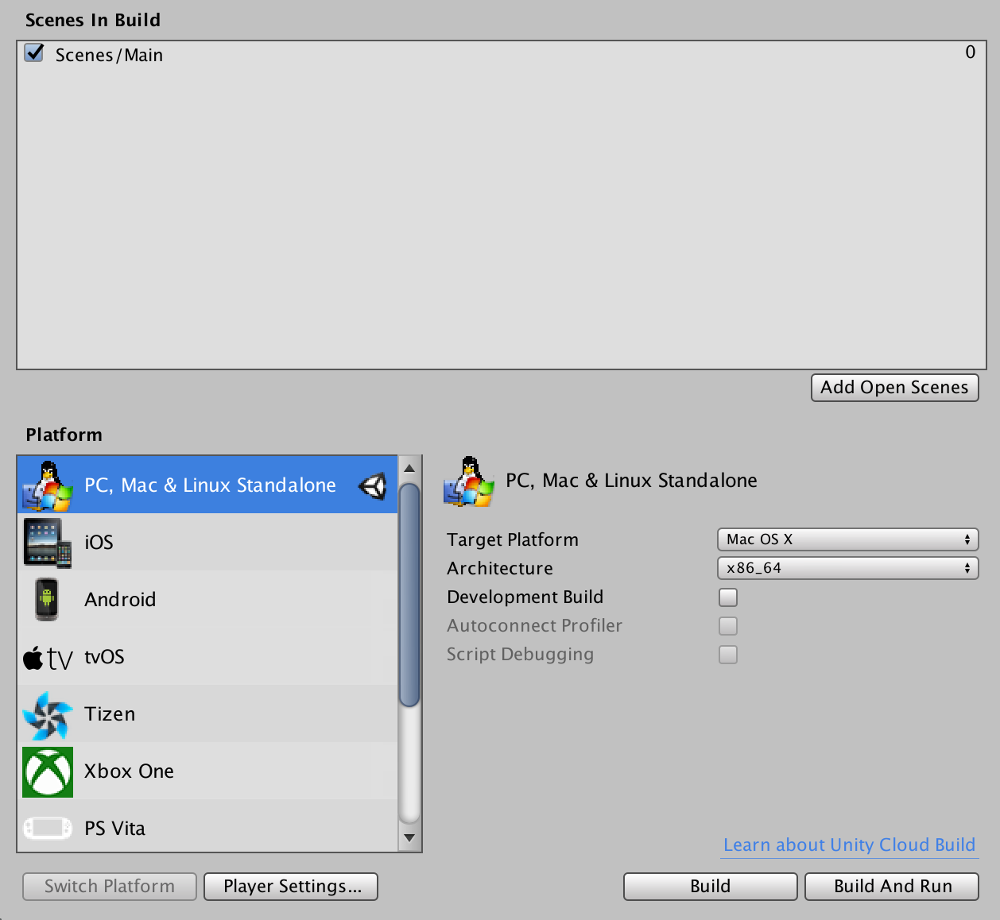 Scenes In Build
Scenes/Main 0
Add Open Scenes
Platform
PC, Mac & Linux Standalone
iOS
Android
tv tvOS
Tizen
Xbox One
PS Vita
PC, Mac & Linux Standalone
Target Platform Mac OS X
Architecture x86_64
Development Build
Autoconnect Profiler
Script Debugging
Learn about Unity Cloud Build
Switch Platform Player Settings... Build Build And Run